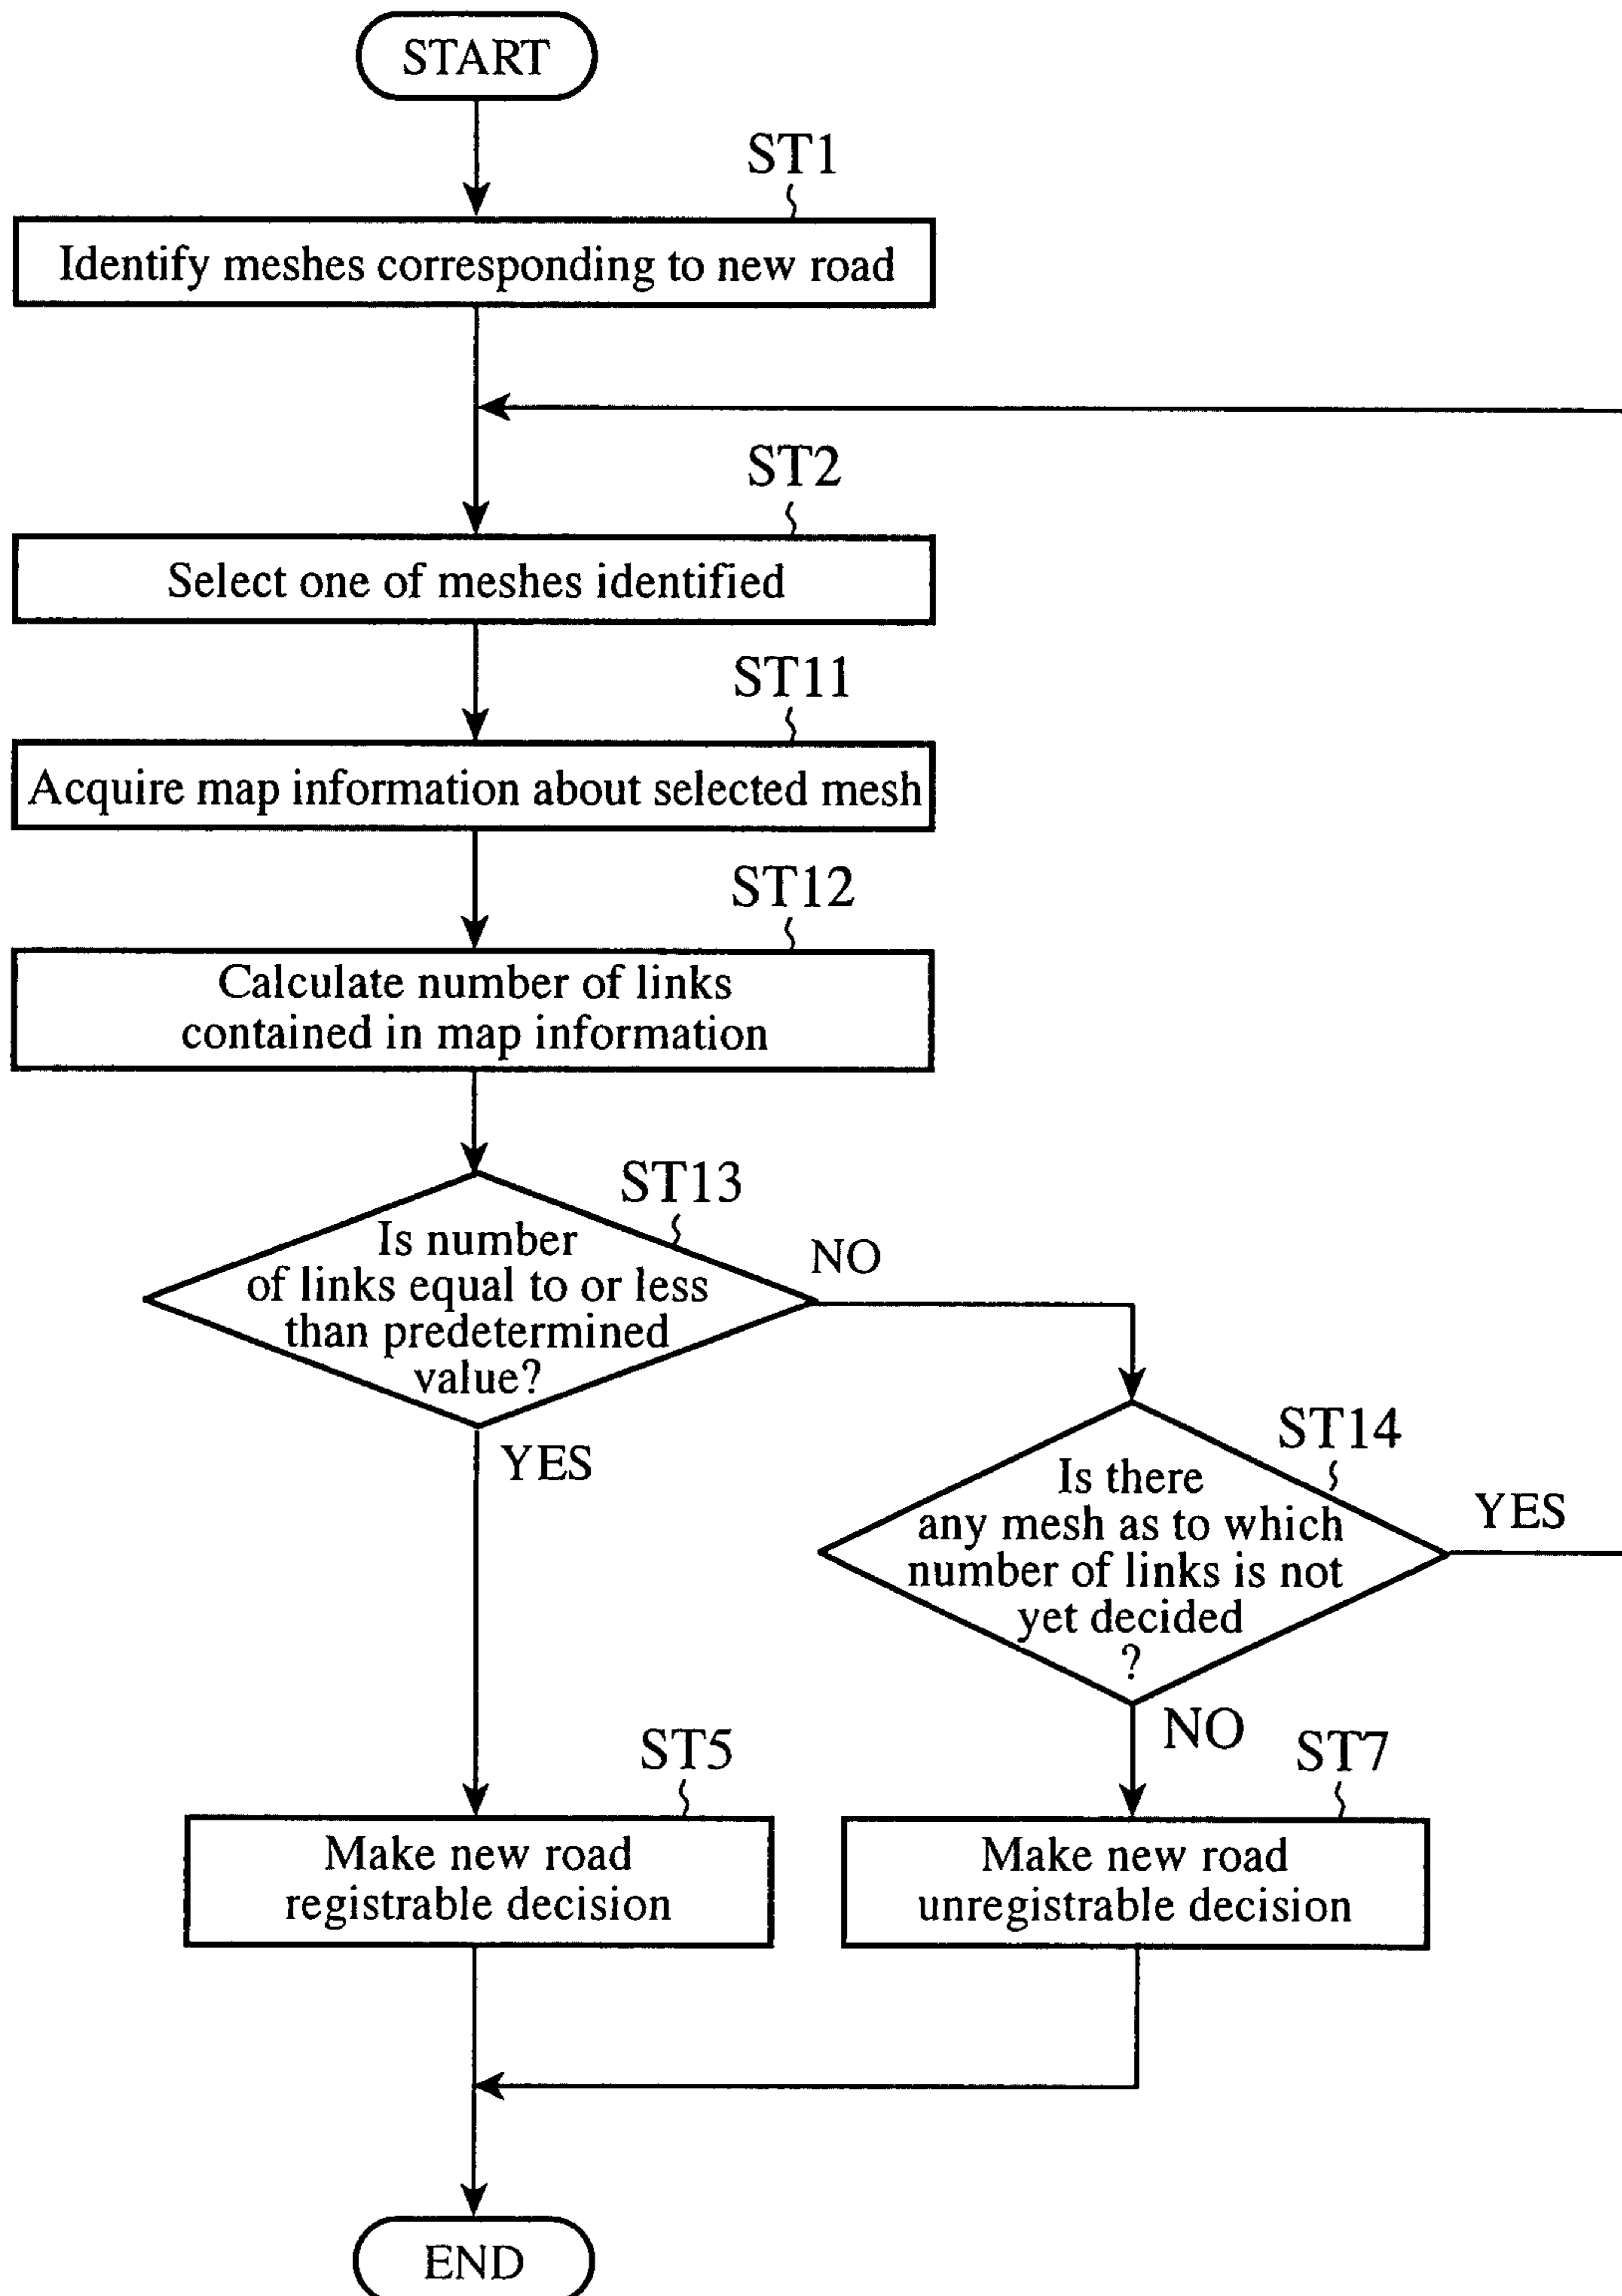 START
ST1
Identify meshes corresponding to new road
ST2
Select one of meshes identified
ST11
Acquire map information about selected mesh
ST12
Calculate number of links
contained in map information
ST13
Is number
of links equal to or less
than predetermined
value?
NO
YES
ST14
Is there
any mesh as to which
number of links is not
yet decided
?
YES
NO
ST5
Make new road
registrable decision
ST7
Make new road
unregistrable decision
END